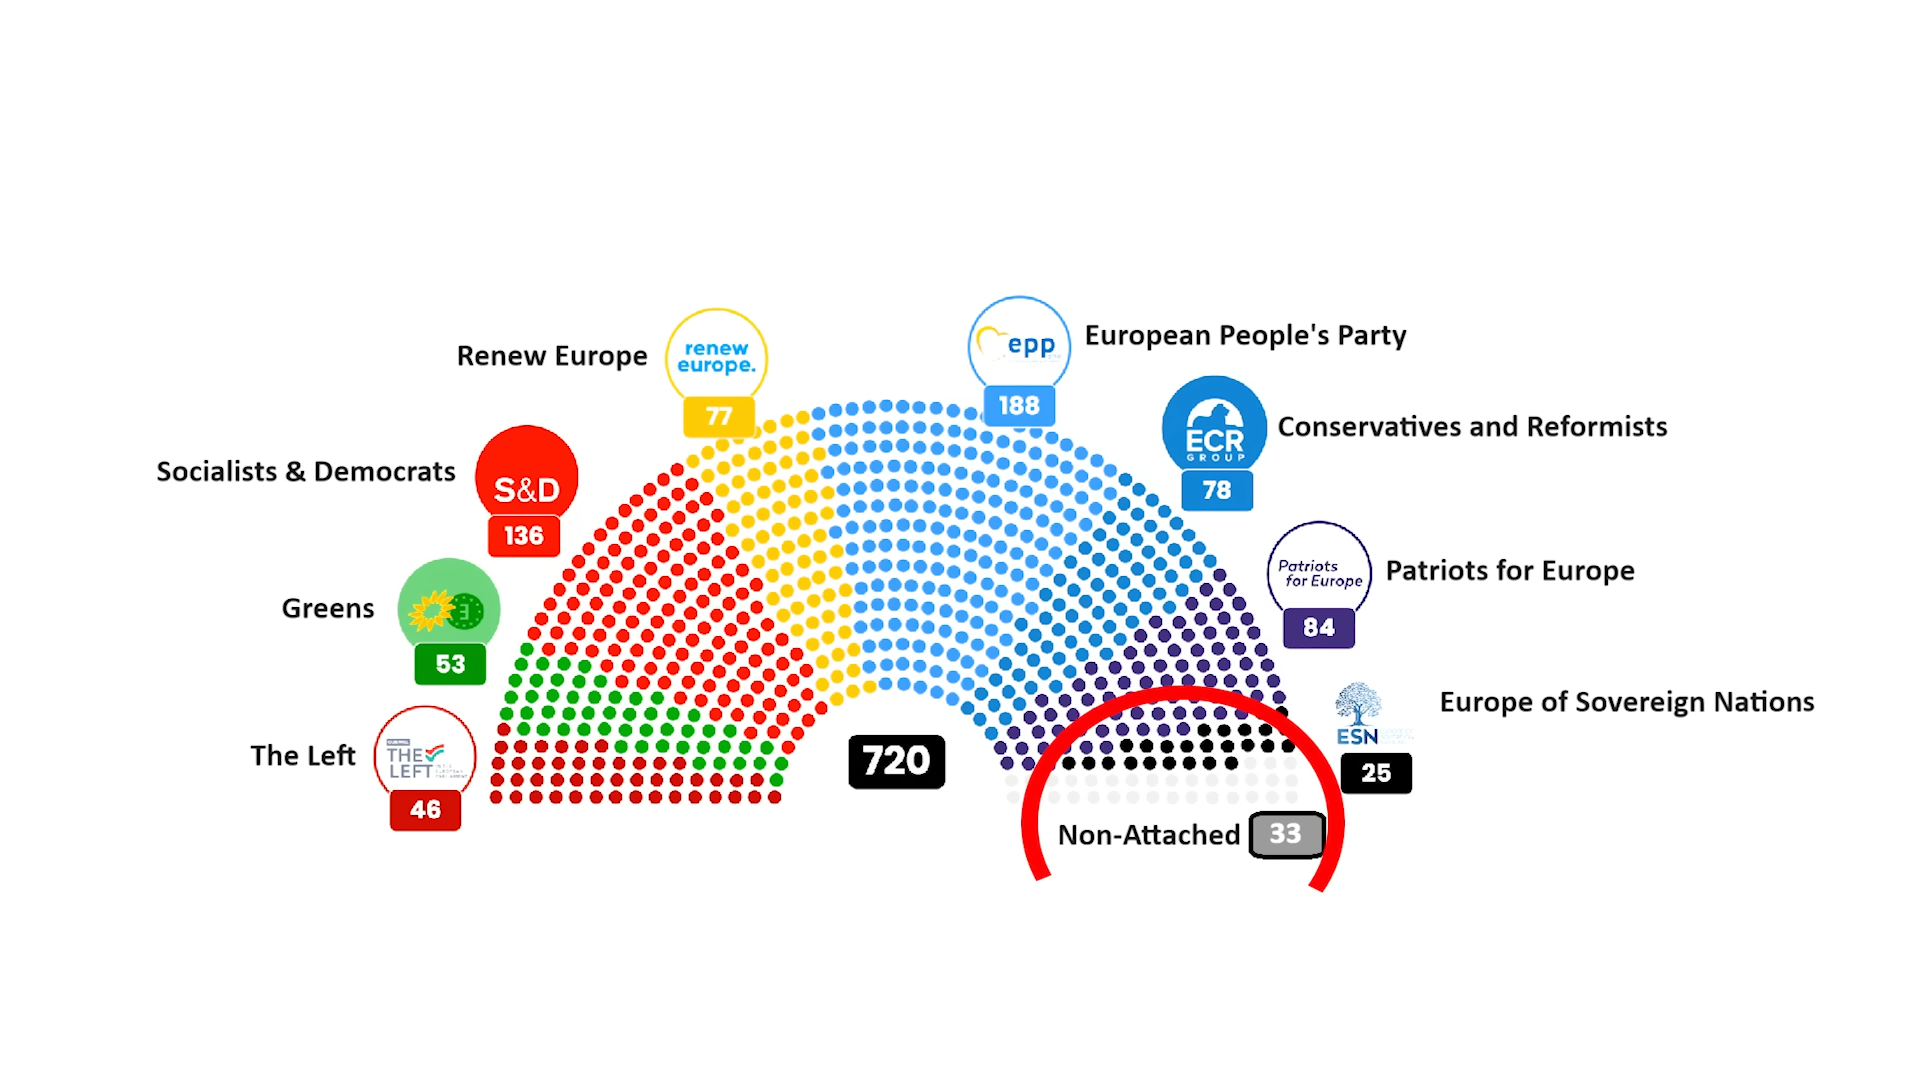 European People's Party
epp
188
Renew Europe
renew
europe.
77
ECR
GROUP
Conservatives and Reformists
78
Socialists & Democrats
S&D
136
Patriots
for Europe
Patriots for Europe
84
Greens
53
Europe of Sovereign Nations
ESN
25
The Left
THE
LEFT
46
720
Non-Attached
33